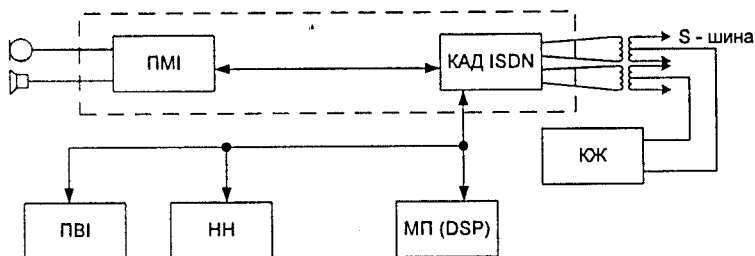 S - шина
ПМІ
КАД ISDN
КЖ
ПВІ
НН
МП (DSP)